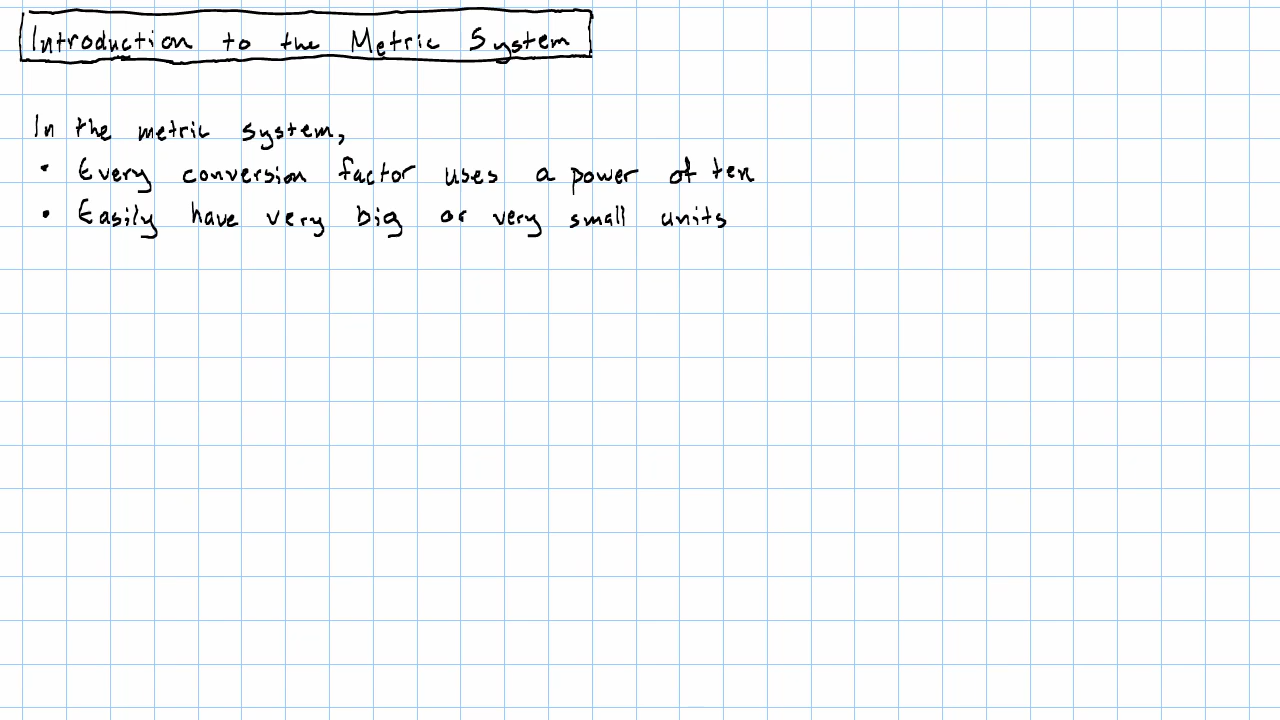 Introduction to the Metric System
In the metric system,
• Every conversion factor uses a power of ten
• Easily have very big or very small units